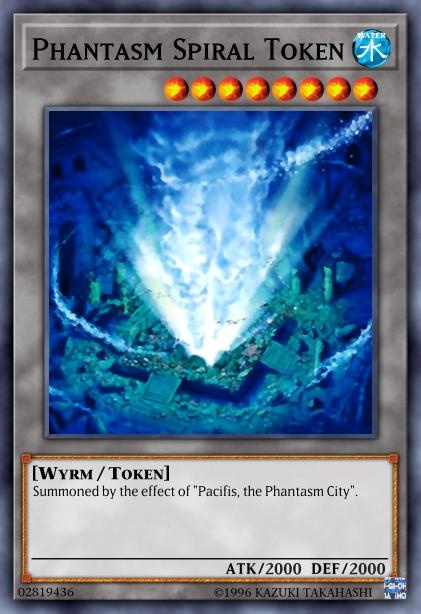 Phantasm Spiral Token
WATER
水
[Wyrm / Token]
Summoned by the effect of "Pacifis, the Phantasm City".
ATK/2000 DEF/2000
02819436
©1996 KAZUKI TAKAHASHI